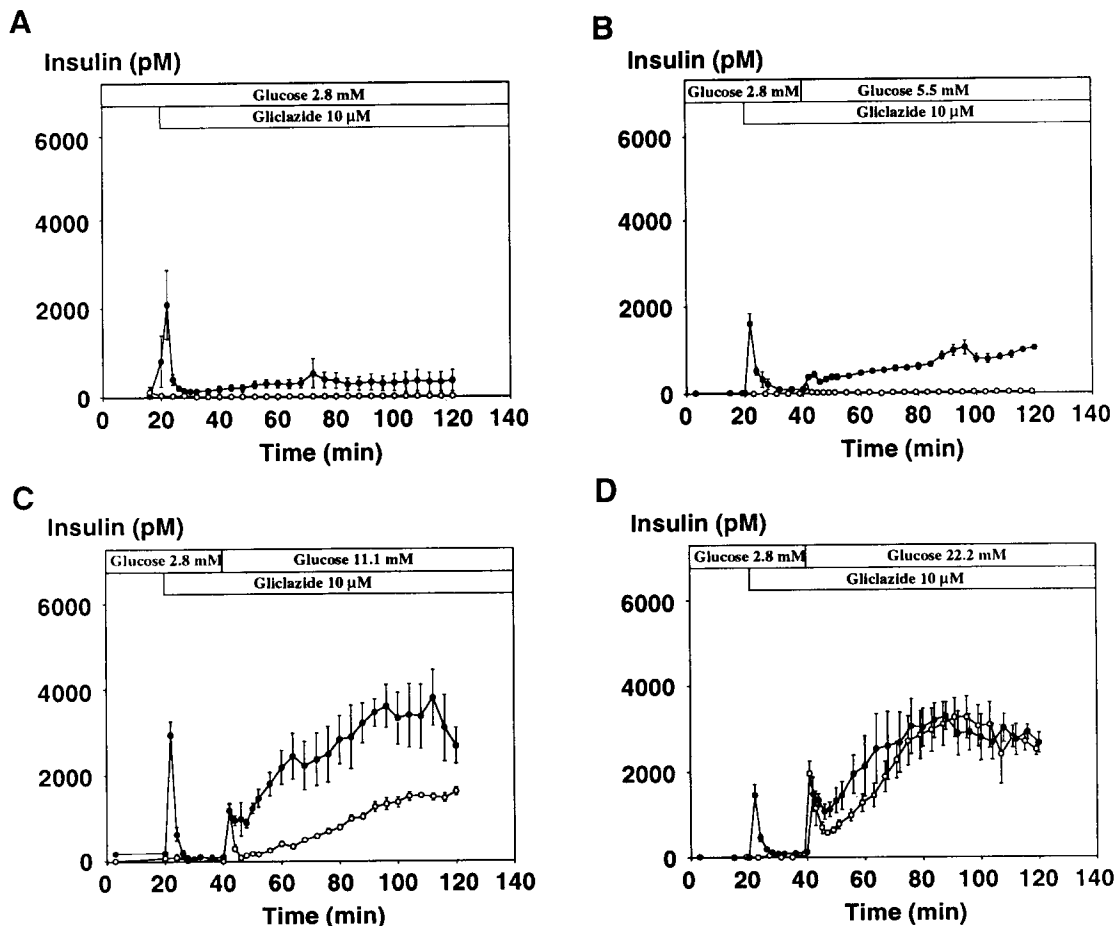 A
Insulin (pM)
Glucose 2.8 mM
Gliclazide 10 µM
6000
4000
2000
0
0 20 40 60 80 100 120 140
Time (min)
B
Insulin (pM)
Glucose 2.8 mM Glucose 5.5 mM
Gliclazide 10 µM
6000
4000
2000
0
0 20 40 60 80 100 120 140
Time (min)
C
Insulin (pM)
Glucose 2.8 mM Glucose 11.1 mM
Gliclazide 10 µM
6000
4000
2000
0
0 20 40 60 80 100 120 140
Time (min)
D
Insulin (pM)
Glucose 2.8 mM Glucose 22.2 mM
Gliclazide 10 µM
6000
4000
2000
0
0 20 40 60 80 100 120 140
Time (min)